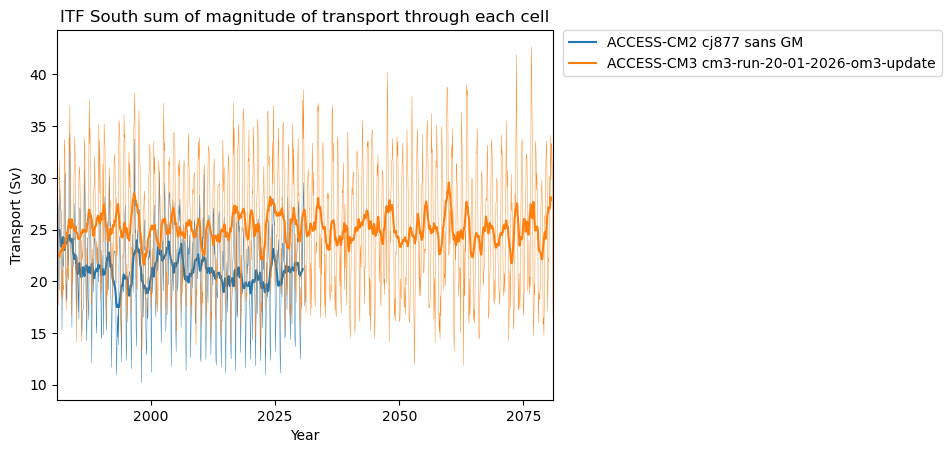 ITF South sum of magnitude of transport through each cell
ACCESS-CM2 cj877 sans GM
ACCESS-CM3 cm3-run-20-01-2026-om3-update
40
35
30
25
20
15
10
Transport (Sv)
2000
2025
2050
2075
Year